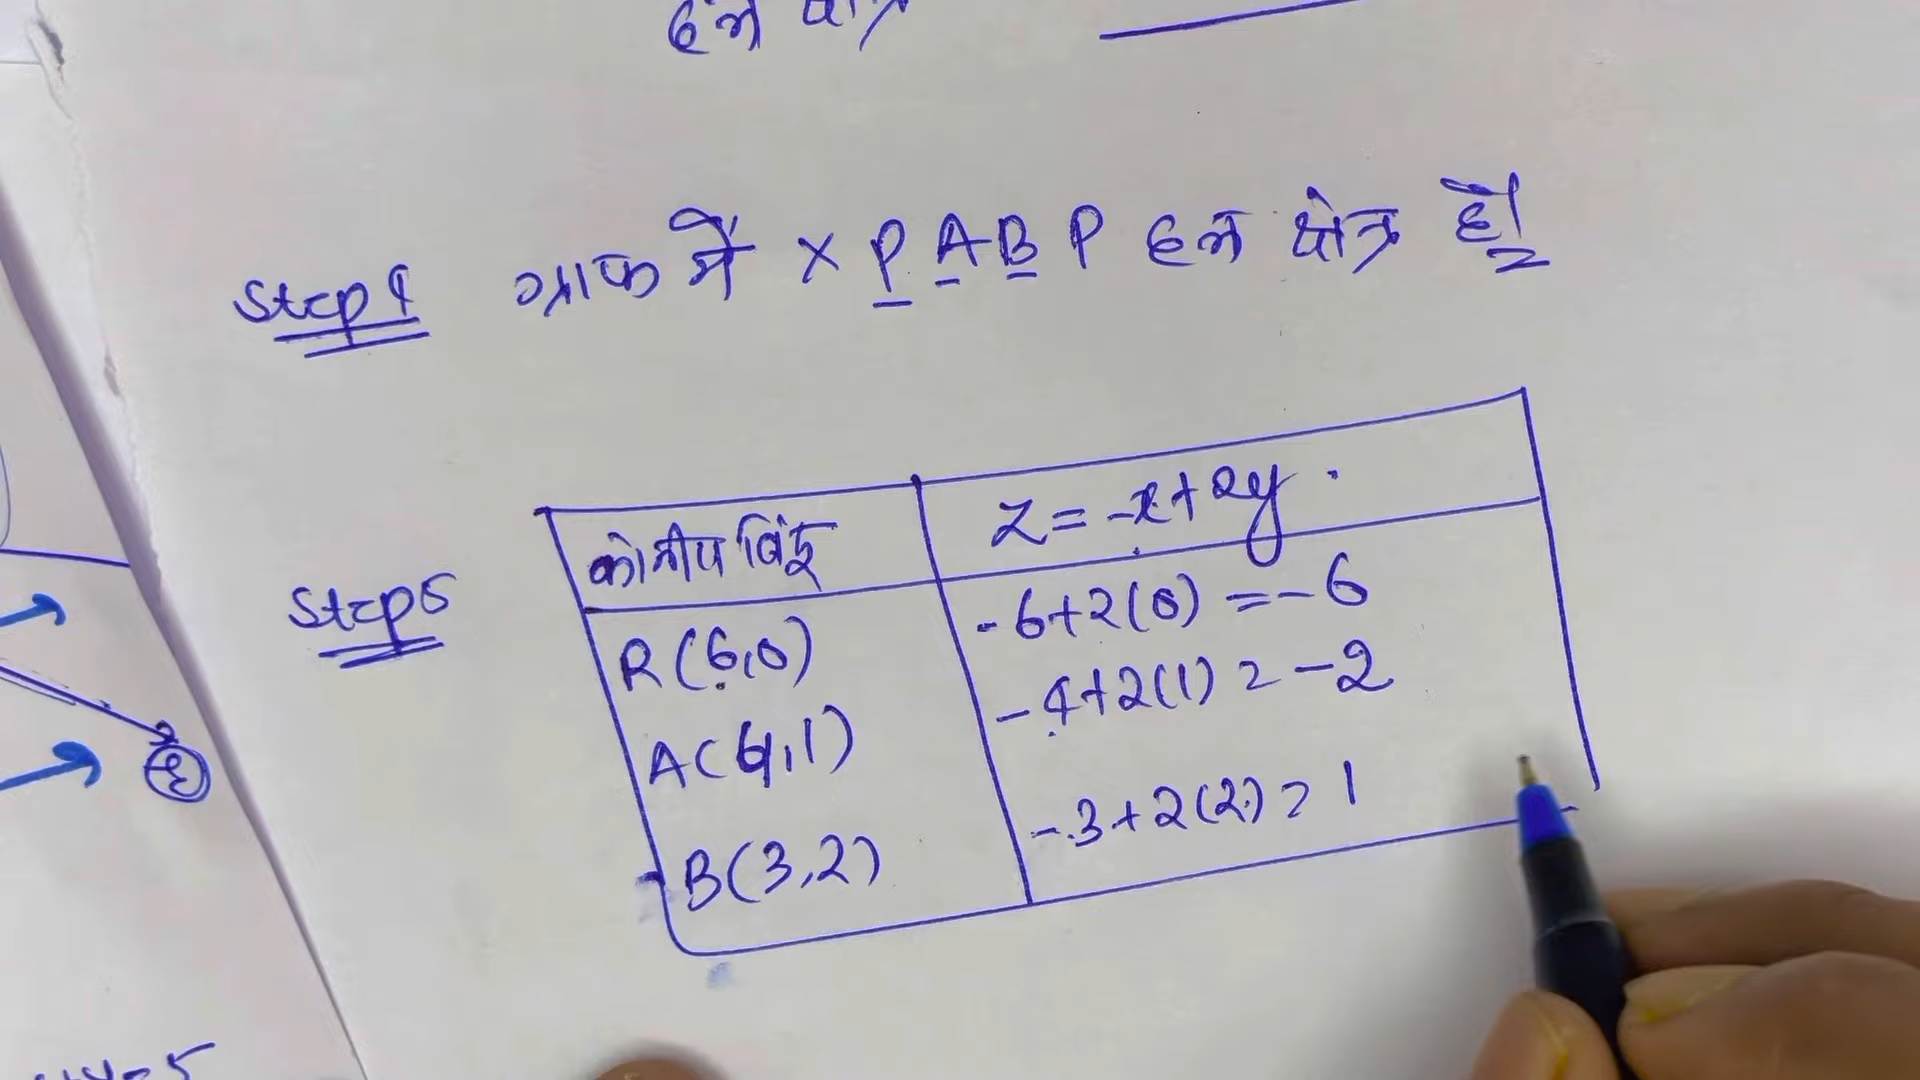 हल क्षेत्र
Step 4 ग्राफ में X P A B P हल क्षेत्र है।
Step 5
कोनीय बिंदु Z = -x+2y
R(6,0) -6+2(0) = -6
A(4,1) -4+2(1) = -2
B(3,2) -3+2(2) = 1